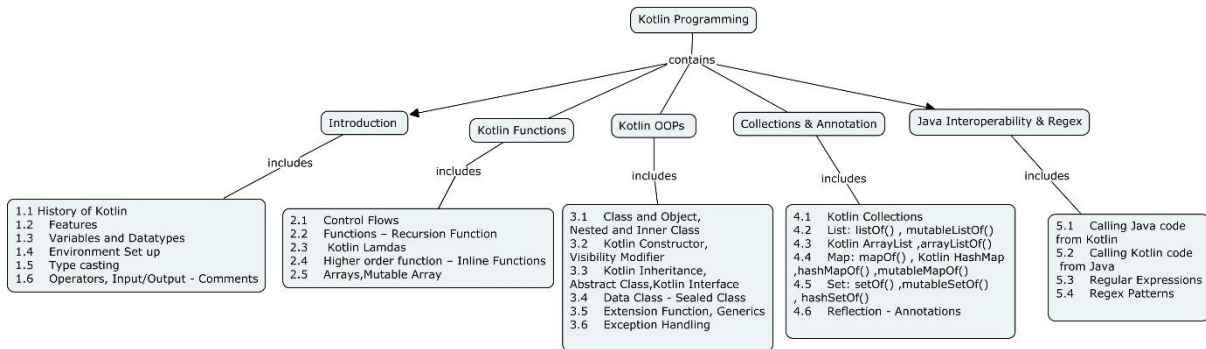 Kotlin Programming
contains
Introduction
Kotlin Functions
Kotlin OOPs
Collections & Annotation
Java Interoperability & Regex
includes
includes
includes
includes
includes
1.1 History of Kotlin
1.2 Features
1.3 Variables and Datatypes
1.4 Environment Set up
1.5 Type casting
1.6 Operators, Input/Output - Comments
2.1 Control Flows
2.2 Functions – Recursion Function
2.3 Kotlin Lamdas
2.4 Higher order function – Inline Functions
2.5 Arrays,Mutable Array
3.1 Class and Object,
Nested and Inner Class
3.2 Kotlin Constructor,
Visibility Modifier
3.3 Kotlin Inheritance,
Abstract Class,Kotlin Interface
3.4 Data Class - Sealed Class
3.5 Extension Function, Generics
3.6 Exception Handling
4.1 Kotlin Collections
4.2 List: listOf() , mutableListOf()
4.3 Kotlin ArrayList ,arrayListOf()
4.4 Map: mapOf() , Kotlin HashMap
,hashMapOf() ,mutableMapOf()
4.5 Set: setOf() ,mutableSetOf()
, hashSetOf()
4.6 Reflection - Annotations
5.1 Calling Java code
from Kotlin
5.2 Calling Kotlin code
from Java
5.3 Regular Expressions
5.4 Regex Patterns